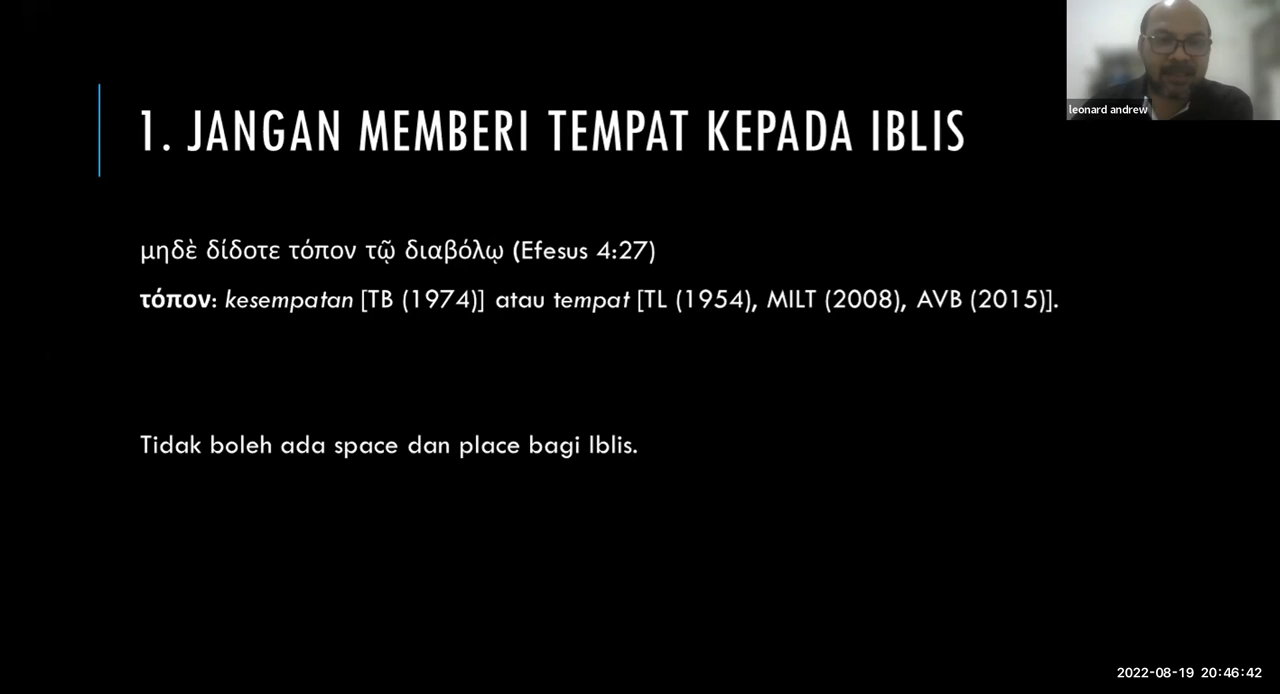 1. JANGAN MEMBERI TEMPAT KEPADA IBLIS
leonard andrew
μηδὲ δίδοτε τόπον τῷ διαβόλῳ (Efesus 4:27)
τόπον: kesempatan [TB (1974)] atau tempat [TL (1954), MILT (2008), AVB (2015)].
Tidak boleh ada space dan place bagi Iblis.
2022-08-19 20:46:42